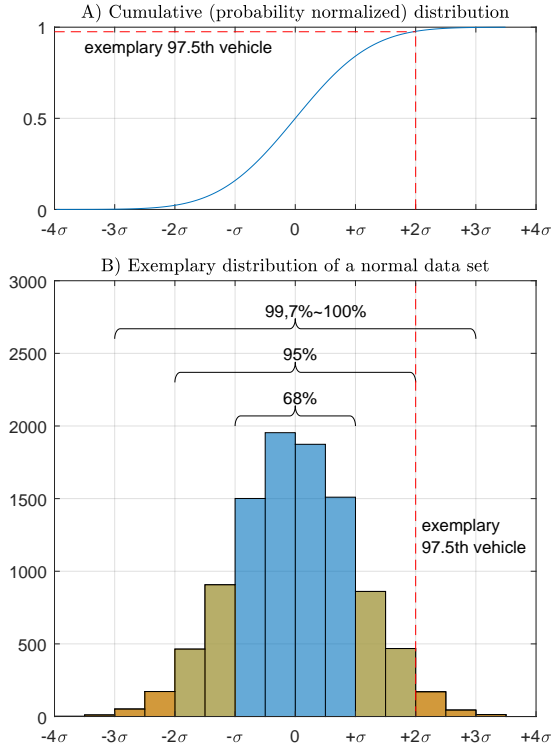 A) Cumulative (probability normalized) distribution
1
exemplary 97.5th vehicle
0.5
0
-4σ -3σ -2σ -σ 0 +σ +2σ +3σ +4σ
B) Exemplary distribution of a normal data set
3000
99,7%~100%
2500
95%
68%
2000
1500
exemplary
97.5th vehicle
1000
500
0
-4σ -3σ -2σ -σ 0 +σ +2σ +3σ +4σ